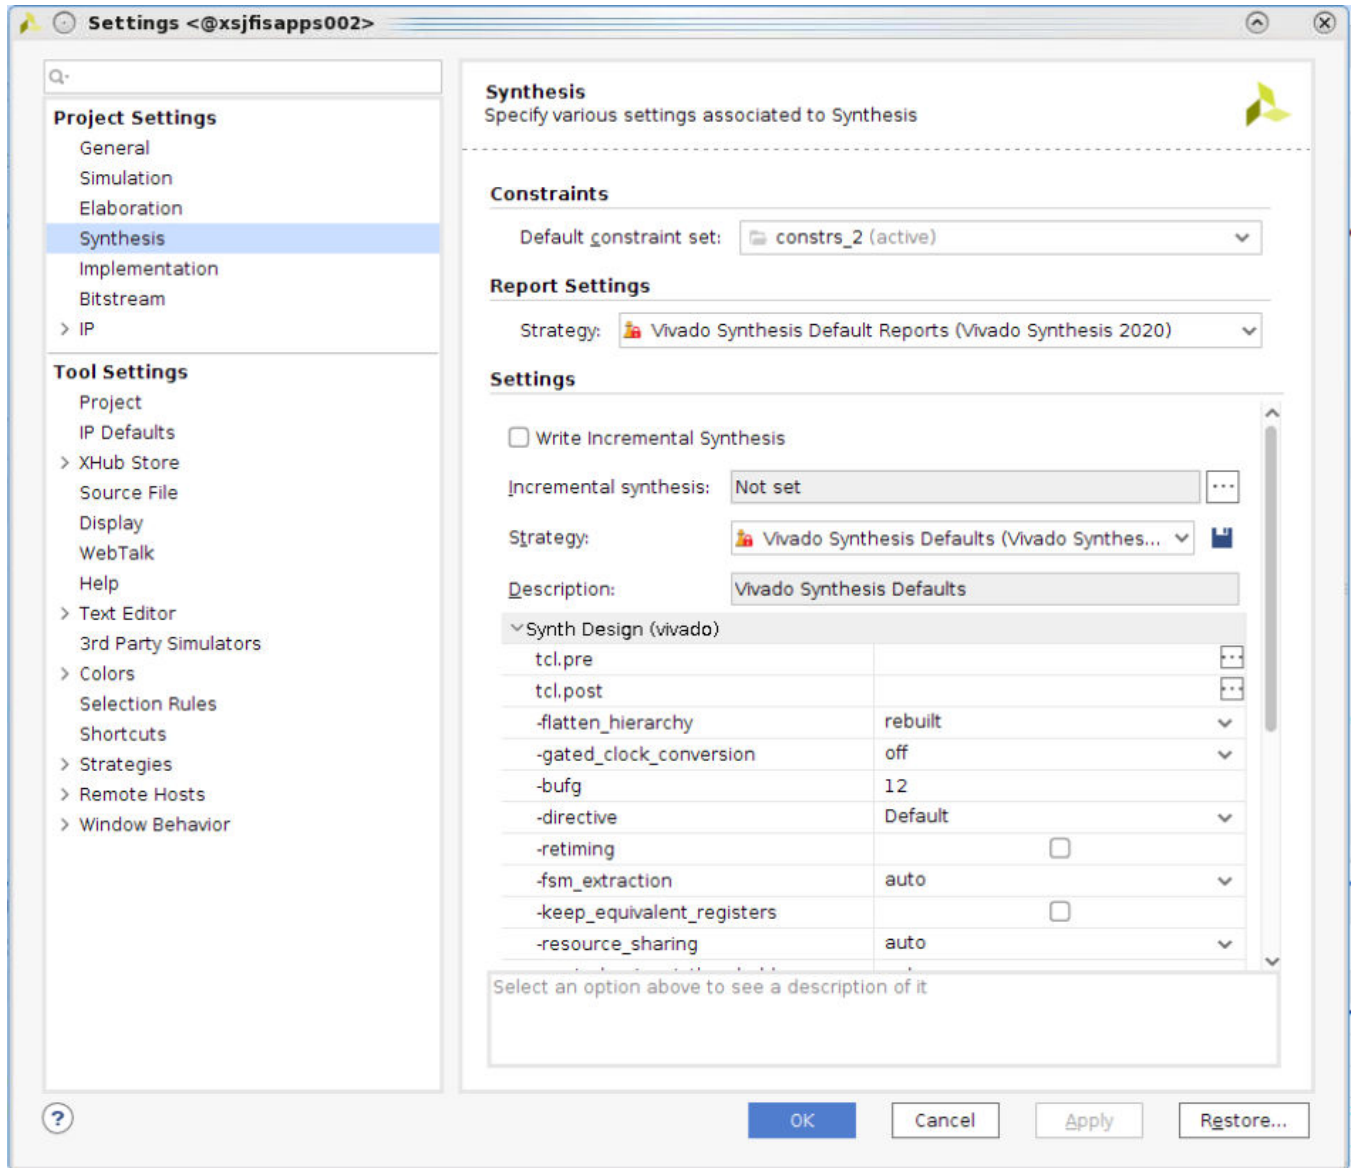 Settings <@xsjfisapps002>
Project Settings
General
Simulation
Elaboration
Synthesis
Implementation
Bitstream
IP
Tool Settings
Project
IP Defaults
XHub Store
Source File
Display
WebTalk
Help
Text Editor
3rd Party Simulators
Colors
Selection Rules
Shortcuts
Strategies
Remote Hosts
Window Behavior
Synthesis
Specify various settings associated to Synthesis
Constraints
Default constraint set: constrs_2 (active)
Report Settings
Strategy: Vivado Synthesis Default Reports (Vivado Synthesis 2020)
Settings
Write Incremental Synthesis
Incremental synthesis: Not set
Strategy: Vivado Synthesis Defaults (Vivado Synthes...
Description: Vivado Synthesis Defaults
Synth Design (vivado)
tcl.pre
tcl.post
-flatten_hierarchy rebuilt
-gated_clock_conversion off
-bufg 12
-directive Default
-retiming
-fsm_extraction auto
-keep_equivalent_registers
-resource_sharing auto
Select an option above to see a description of it
? OK Cancel Apply Restore...